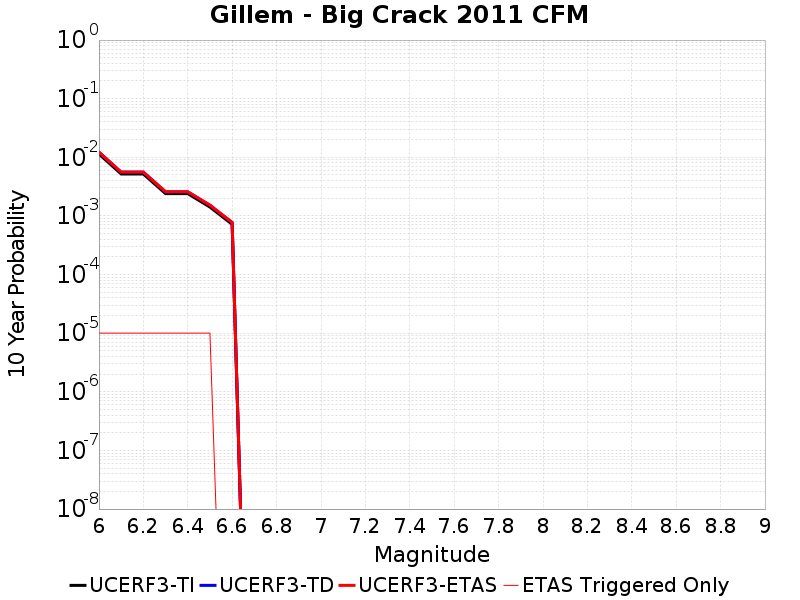 Gillem - Big Crack 2011 CFM
10 Year Probability
10^0
10^-1
10^-2
10^-3
10^-4
10^-5
10^-6
10^-7
10^-8
6 6.2 6.4 6.6 6.8 7 7.2 7.4 7.6 7.8 8 8.2 8.4 8.6 8.8 9
Magnitude
UCERF3-TI UCERF3-TD UCERF3-ETAS ETAS Triggered Only